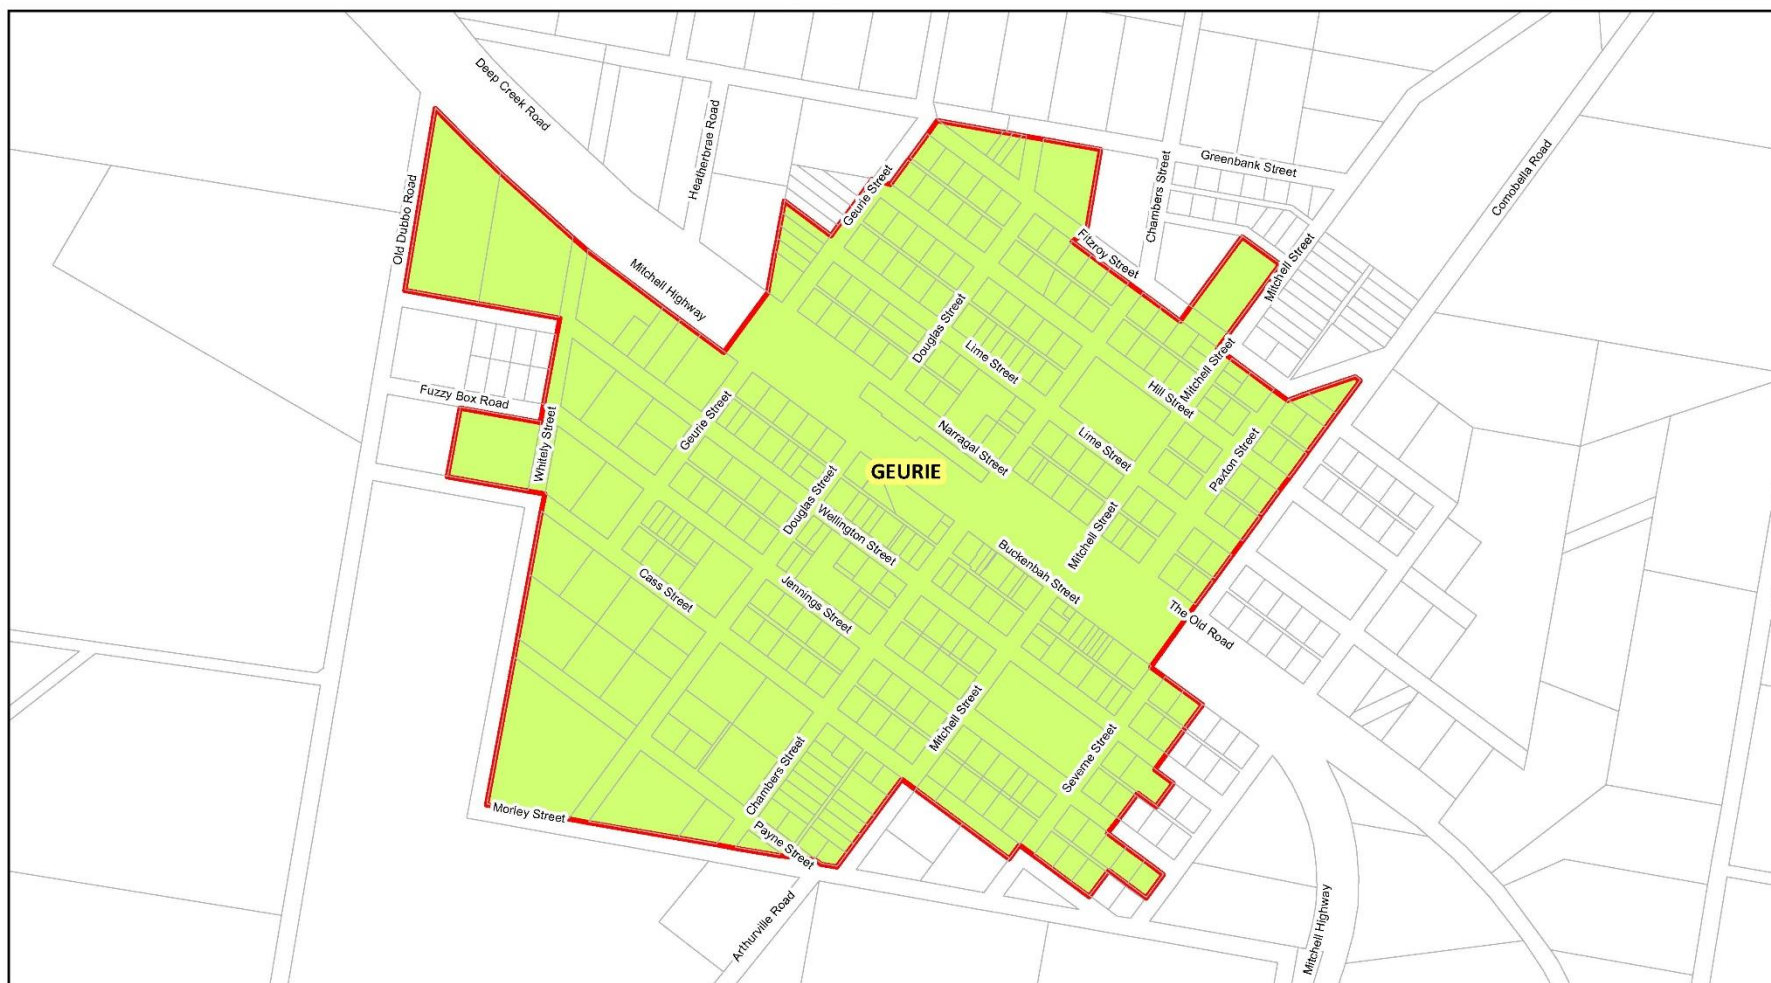 Deep Creek Road
Heatherbrae Road
Old Dubbo Road
Mitchell Highway
Geurie Street
Greenbank Street
Chambers Street
Comobella Road
Fitzroy Street
Mitchell Street
Douglas Street
Lime Street
Mitchell Street
Hill Street
Fuzzy Box Road
Whitely Street
Geurie Street
Narragal Street
Lime Street
Paxton Street
GEURIE
Douglas Street
Wellington Street
Mitchell Street
Buckenbah Street
Cass Street
Jennings Street
The Old Road
Mitchell Street
Severne Street
Chambers Street
Morley Street
Payne Street
Arthurville Road
Mitchell Highway